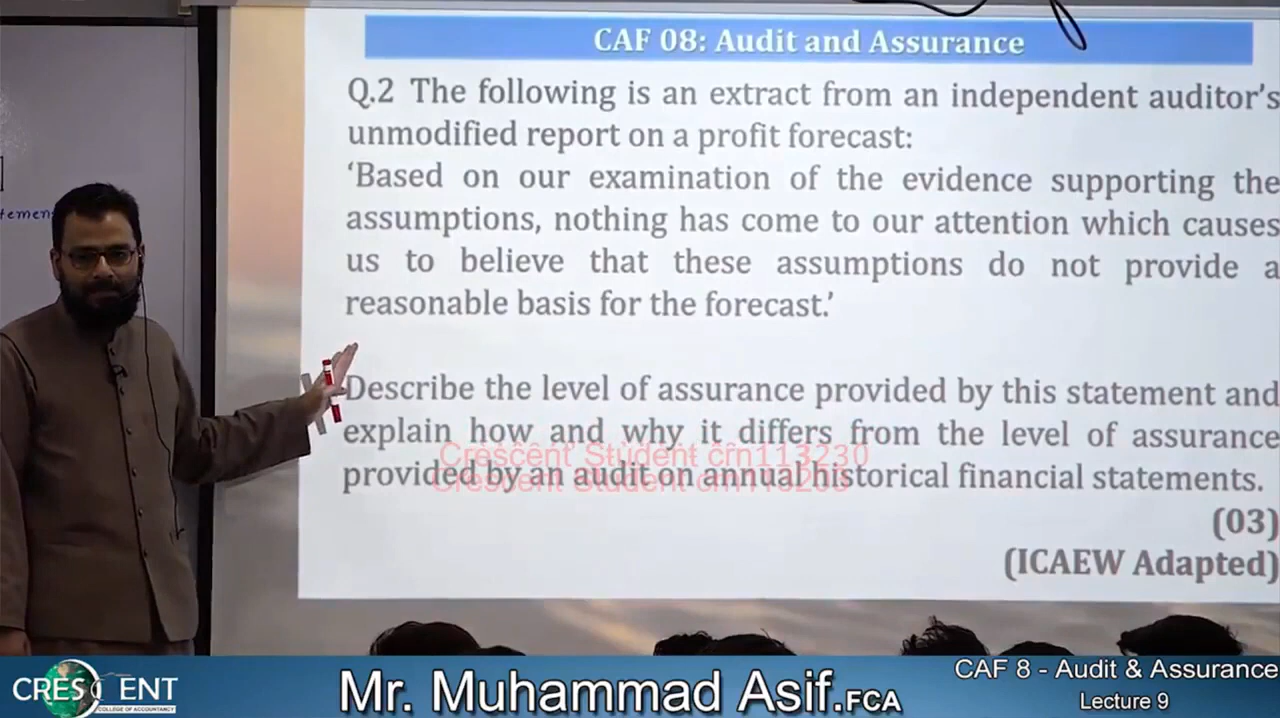 CAF 08: Audit and Assurance
Q.2 The following is an extract from an independent auditor's
unmodified report on a profit forecast:
'Based on our examination of the evidence supporting the
assumptions, nothing has come to our attention which causes
us to believe that these assumptions do not provide a
reasonable basis for the forecast.'
Describe the level of assurance provided by this statement and
explain how and why it differs from the level of assurance
provided by an audit on annual historical financial statements.
(03)
(ICAEW Adapted)
Crescent Student crn113230
CRESCENT
COLLEGE OF ACCOUNTANCY
Mr. Muhammad Asif.FCA
CAF 8 - Audit & Assurance
Lecture 9